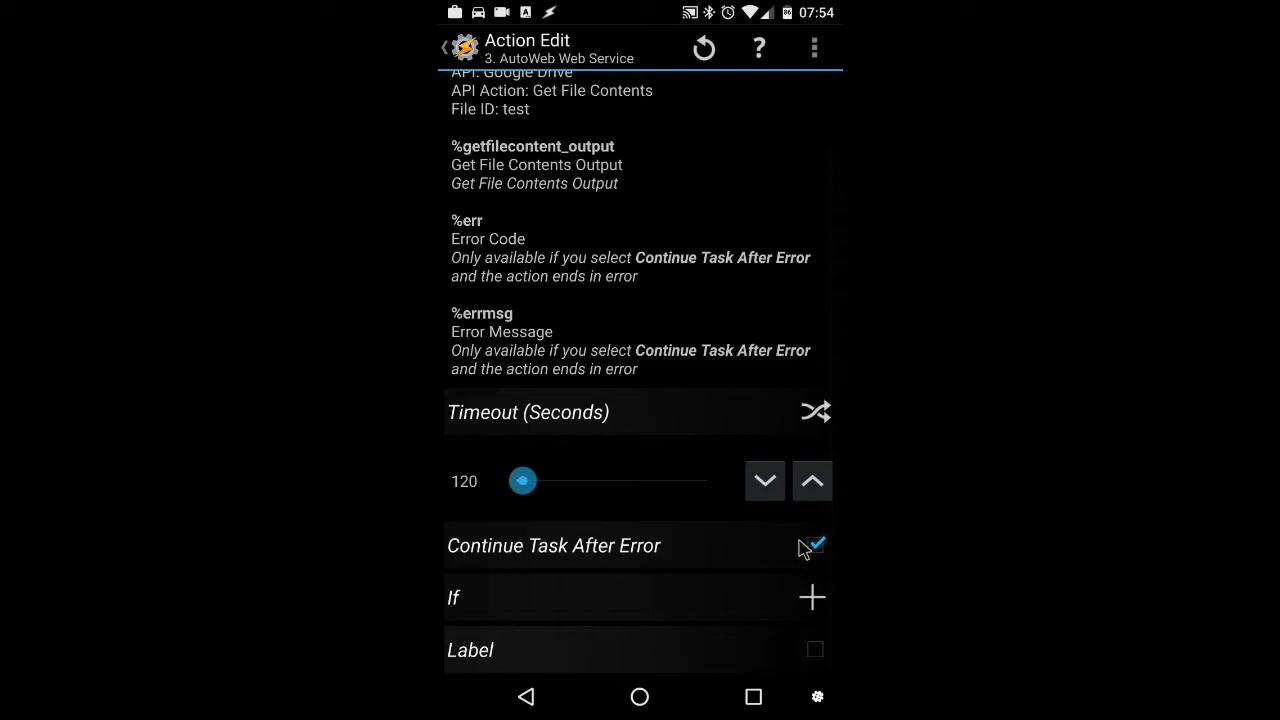 07:54
Action Edit
3. AutoWeb Web Service
API: Google Drive
API Action: Get File Contents
File ID: test
%getfilecontent_output
Get File Contents Output
Get File Contents Output
%err
Error Code
Only available if you select Continue Task After Error
and the action ends in error
%errmsg
Error Message
Only available if you select Continue Task After Error
and the action ends in error
Timeout (Seconds)
120
Continue Task After Error
If
Label